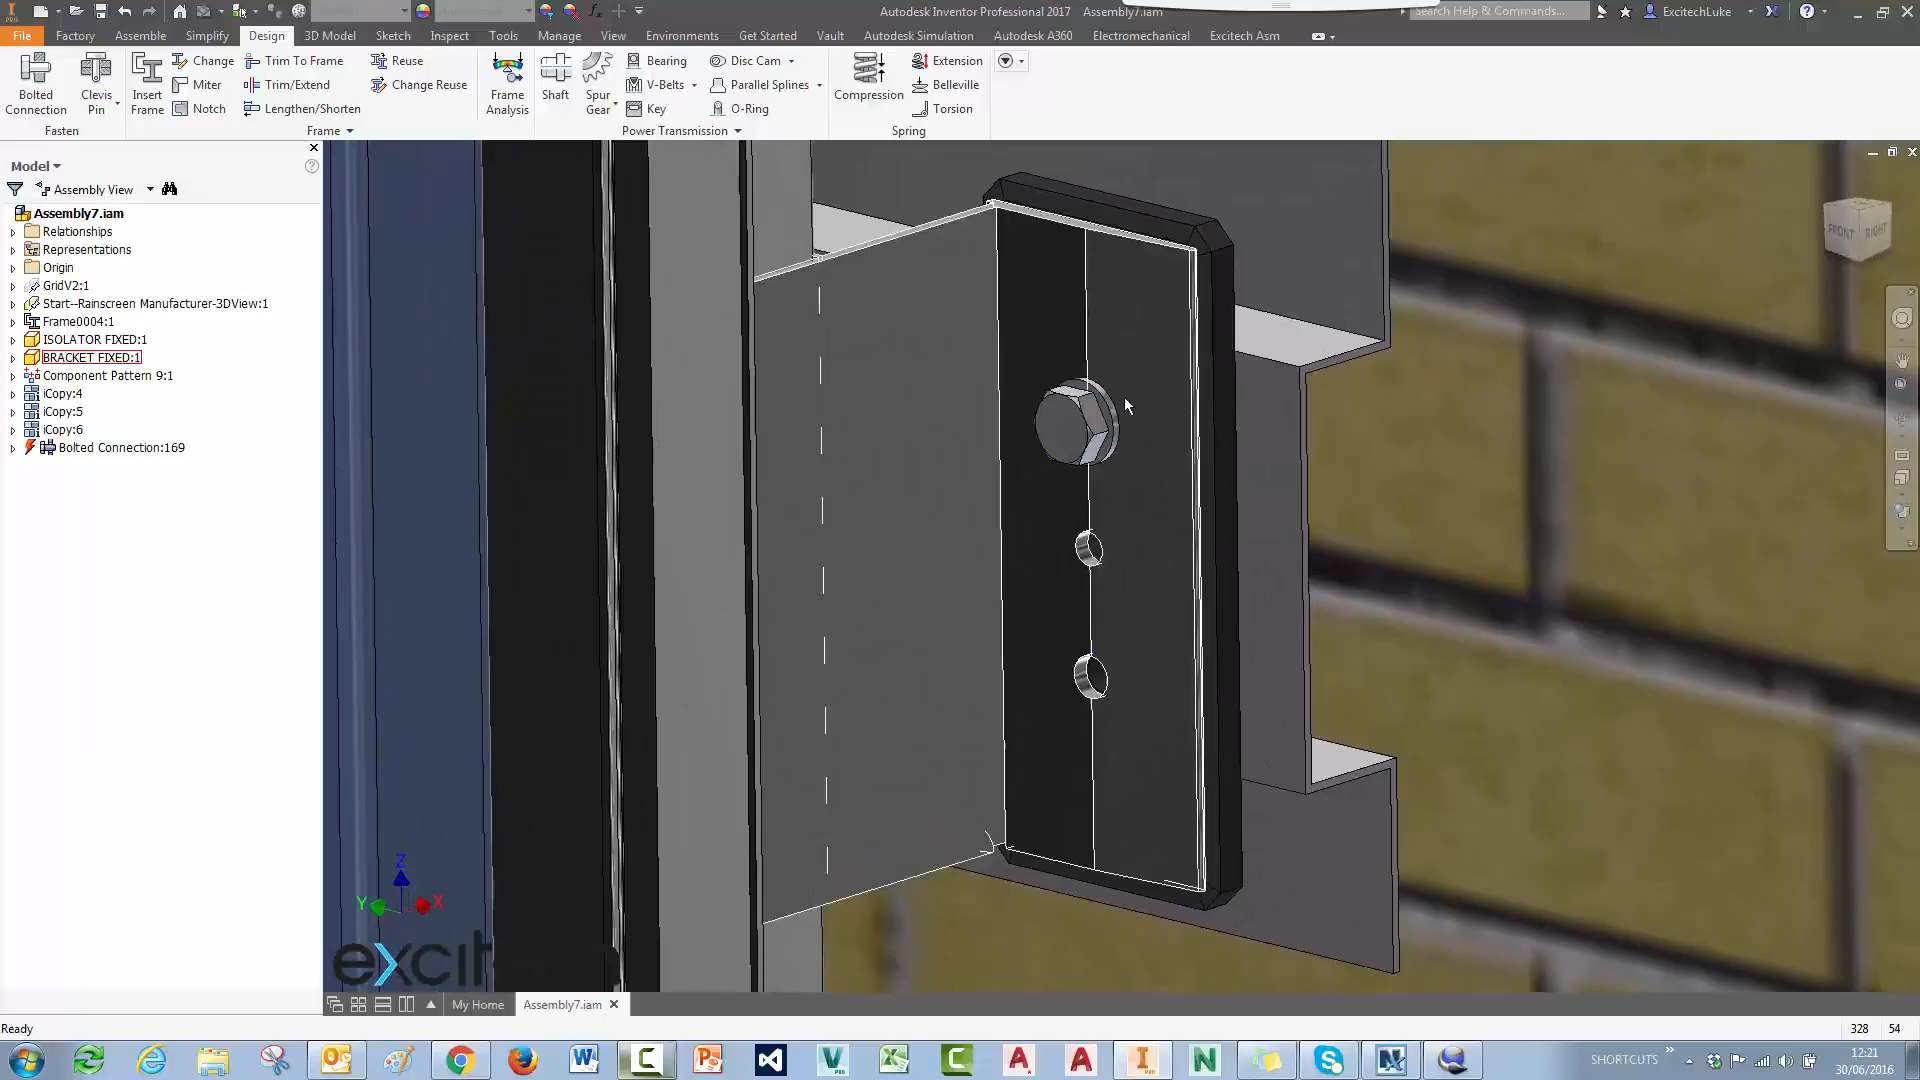 Autodesk Inventor Professional 2017 Assembly7.iam
Search Help & Commands...
ExcitechLuke
File Factory Assemble Simplify Design 3D Model Sketch Inspect Tools Manage View Environments Get Started Vault Autodesk Simulation Autodesk A360 Electromechanical Excitech Asm
Bolted Connection
Clevis Pin
Insert Frame
Change
Miter
Notch
Trim To Frame
Trim/Extend
Lengthen/Shorten
Reuse
Change Reuse
Frame Analysis
Shaft
Spur Gear
Bearing
V-Belts
Key
Disc Cam
Parallel Splines
O-Ring
Compression
Extension
Belleville
Torsion
Fasten
Frame
Power Transmission
Spring
Model
Assembly View
Assembly7.iam
Relationships
Representations
Origin
GridV2:1
Start--Rainscreen Manufacturer-3DView:1
Frame0004:1
ISOLATOR FIXED:1
BRACKET FIXED:1
Component Pattern 9:1
iCopy:4
iCopy:5
iCopy:6
Bolted Connection:169
FRONT RIGHT
Z
Y
X
excit
My Home
Assembly7.iam
Ready
328 54
SHORTCUTS
12:21
30/06/2016